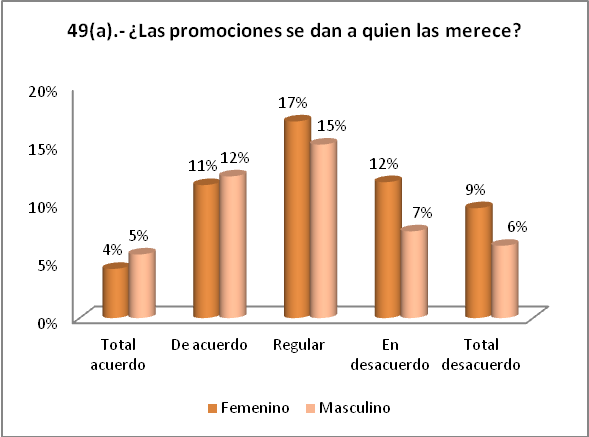 49(a).- ¿Las promociones se dan a quien las merece?
20%
15%
10%
5%
0%
4%
5%
11%
12%
17%
15%
12%
7%
9%
6%
Total acuerdo
De acuerdo
Regular
En desacuerdo
Total desacuerdo
Femenino
Masculino